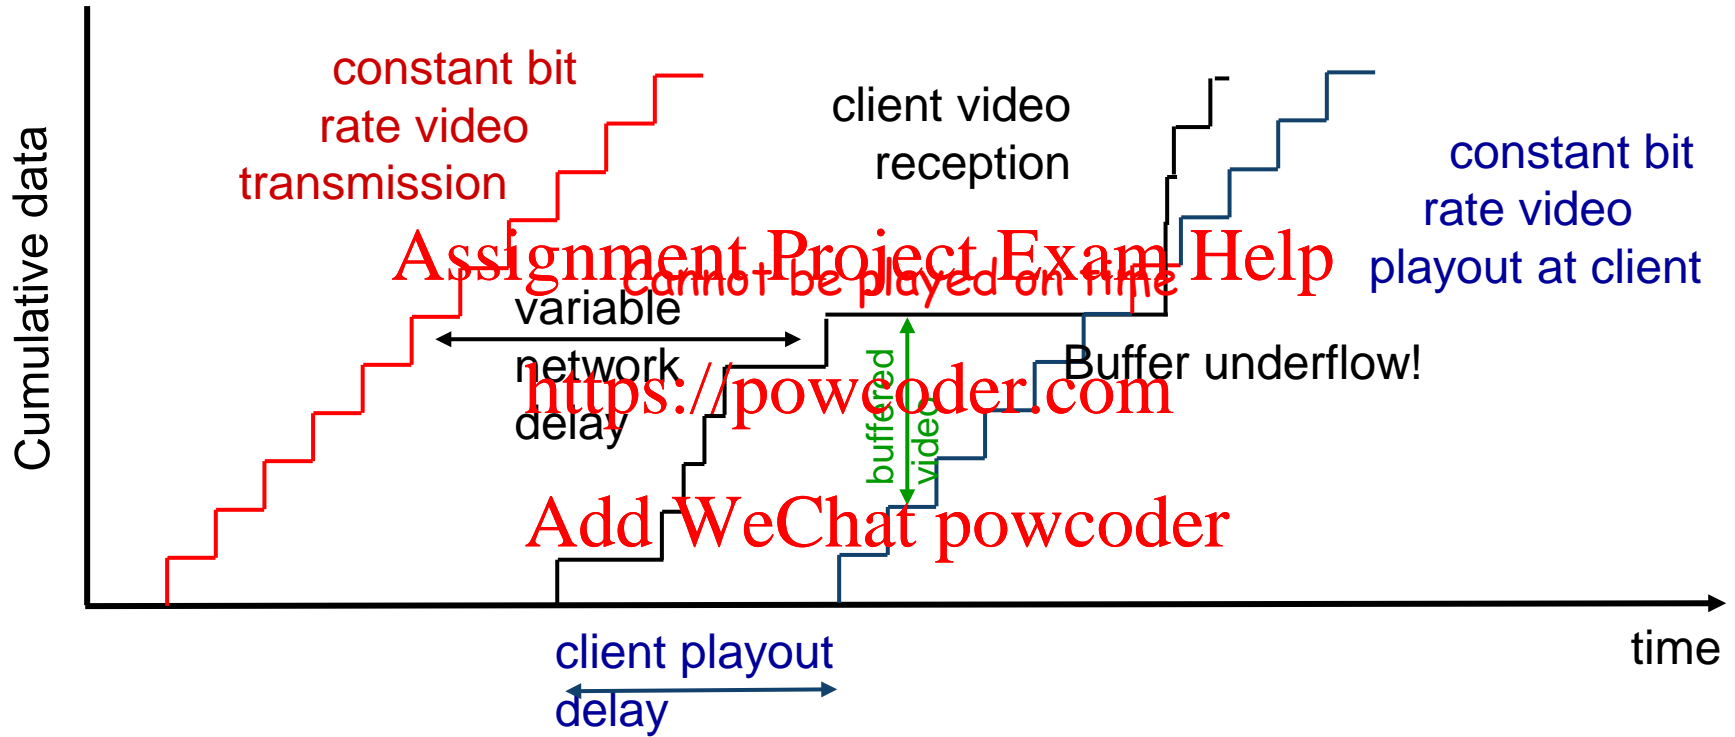 constant bit
rate video
transmission
client video
reception
constant bit
rate video
playout at client
Cumulative data
Assignment Project Exam Help
Cannot be played on time
variable
network
delay
buffered
video
Buffer underflow!
https://powcoder.com
Add WeChat powcoder
time
client playout
delay